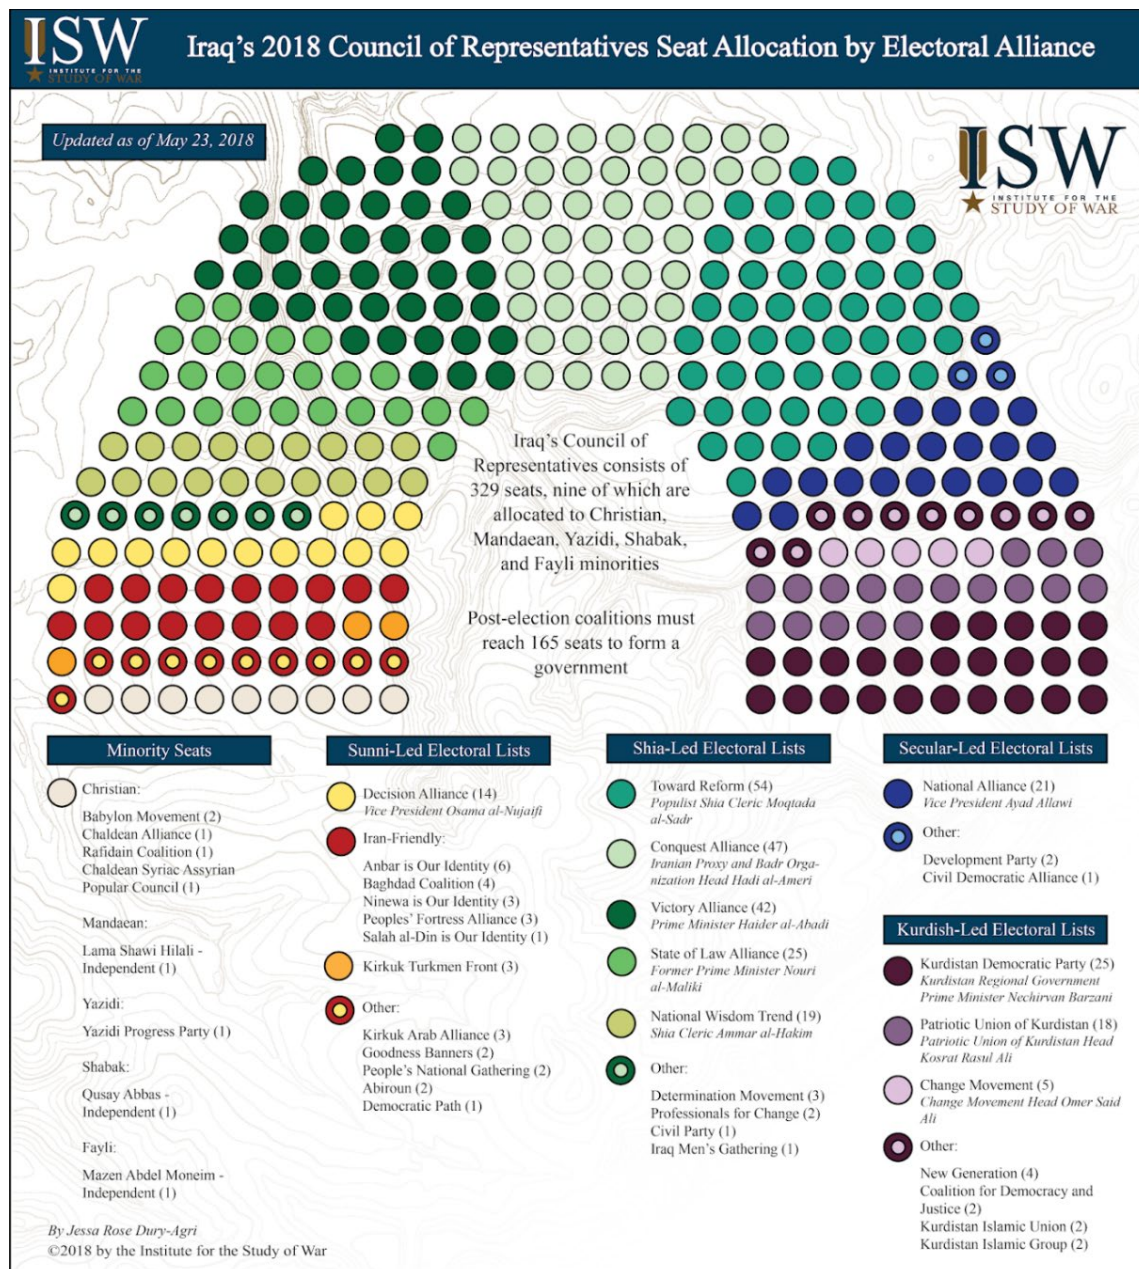 ISW
INSTITUTE FOR THE
STUDY OF WAR
Iraq's 2018 Council of Representatives Seat Allocation by Electoral Alliance
Updated as of May 23, 2018
ISW
INSTITUTE FOR THE
STUDY OF WAR
Iraq's Council of
Representatives consists of
329 seats, nine of which are
allocated to Christian,
Mandaean, Yazidi, Shabak,
and Fayli minorities
Post-election coalitions must
reach 165 seats to form a
government
Minority Seats
Christian:
Babylon Movement (2)
Chaldean Alliance (1)
Rafidain Coalition (1)
Chaldean Syriac Assyrian
Popular Council (1)
Mandaean:
Lama Shawi Hilali -
Independent (1)
Yazidi:
Yazidi Progress Party (1)
Shabak:
Qusay Abbas -
Independent (1)
Fayli:
Mazen Abdel Moneim -
Independent (1)
Sunni-Led Electoral Lists
Decision Alliance (14)
Vice President Osama al-Nujaifi
Iran-Friendly:
Anbar is Our Identity (6)
Baghdad Coalition (4)
Ninewa is Our Identity (3)
Peoples' Fortress Alliance (3)
Salah al-Din is Our Identity (1)
Kirkuk Turkmen Front (3)
Other:
Kirkuk Arab Alliance (3)
Goodness Banners (2)
People's National Gathering (2)
Abiroun (2)
Democratic Path (1)
Shia-Led Electoral Lists
Toward Reform (54)
Populist Shia Cleric Moqtada
al-Sadr
Conquest Alliance (47)
Iranian Proxy and Badr Orga-
nization Head Hadi al-Ameri
Victory Alliance (42)
Prime Minister Haider al-Abadi
State of Law Alliance (25)
Former Prime Minister Nouri
al-Maliki
National Wisdom Trend (19)
Shia Cleric Ammar al-Hakim
Other:
Determination Movement (3)
Professionals for Change (2)
Civil Party (1)
Iraq Men's Gathering (1)
Secular-Led Electoral Lists
National Alliance (21)
Vice President Ayad Allawi
Other:
Development Party (2)
Civil Democratic Alliance (1)
Kurdish-Led Electoral Lists
Kurdistan Democratic Party (25)
Kurdistan Regional Government
Prime Minister Nechirvan Barzani
Patriotic Union of Kurdistan (18)
Patriotic Union of Kurdistan Head
Kosrat Rasul Ali
Change Movement (5)
Change Movement Head Omer Said
Ali
Other:
New Generation (4)
Coalition for Democracy and
Justice (2)
Kurdistan Islamic Union (2)
Kurdistan Islamic Group (2)
By Jessa Rose Dury-Agri
©2018 by the Institute for the Study of War